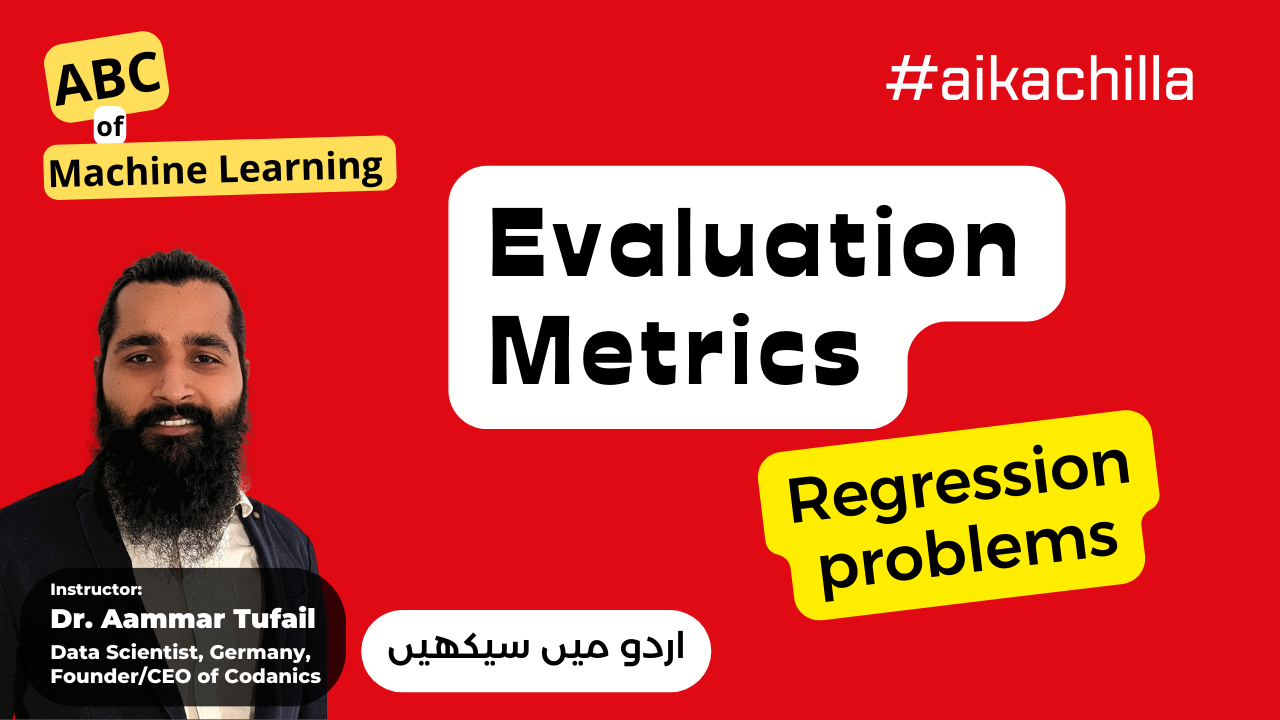 ABC
of
Machine Learning
#aikachilla
Evaluation
Metrics
Regression
problems
Instructor:
Dr. Aammar Tufail
Data Scientist, Germany,
Founder/CEO of Codanics
اردو میں سیکھیں